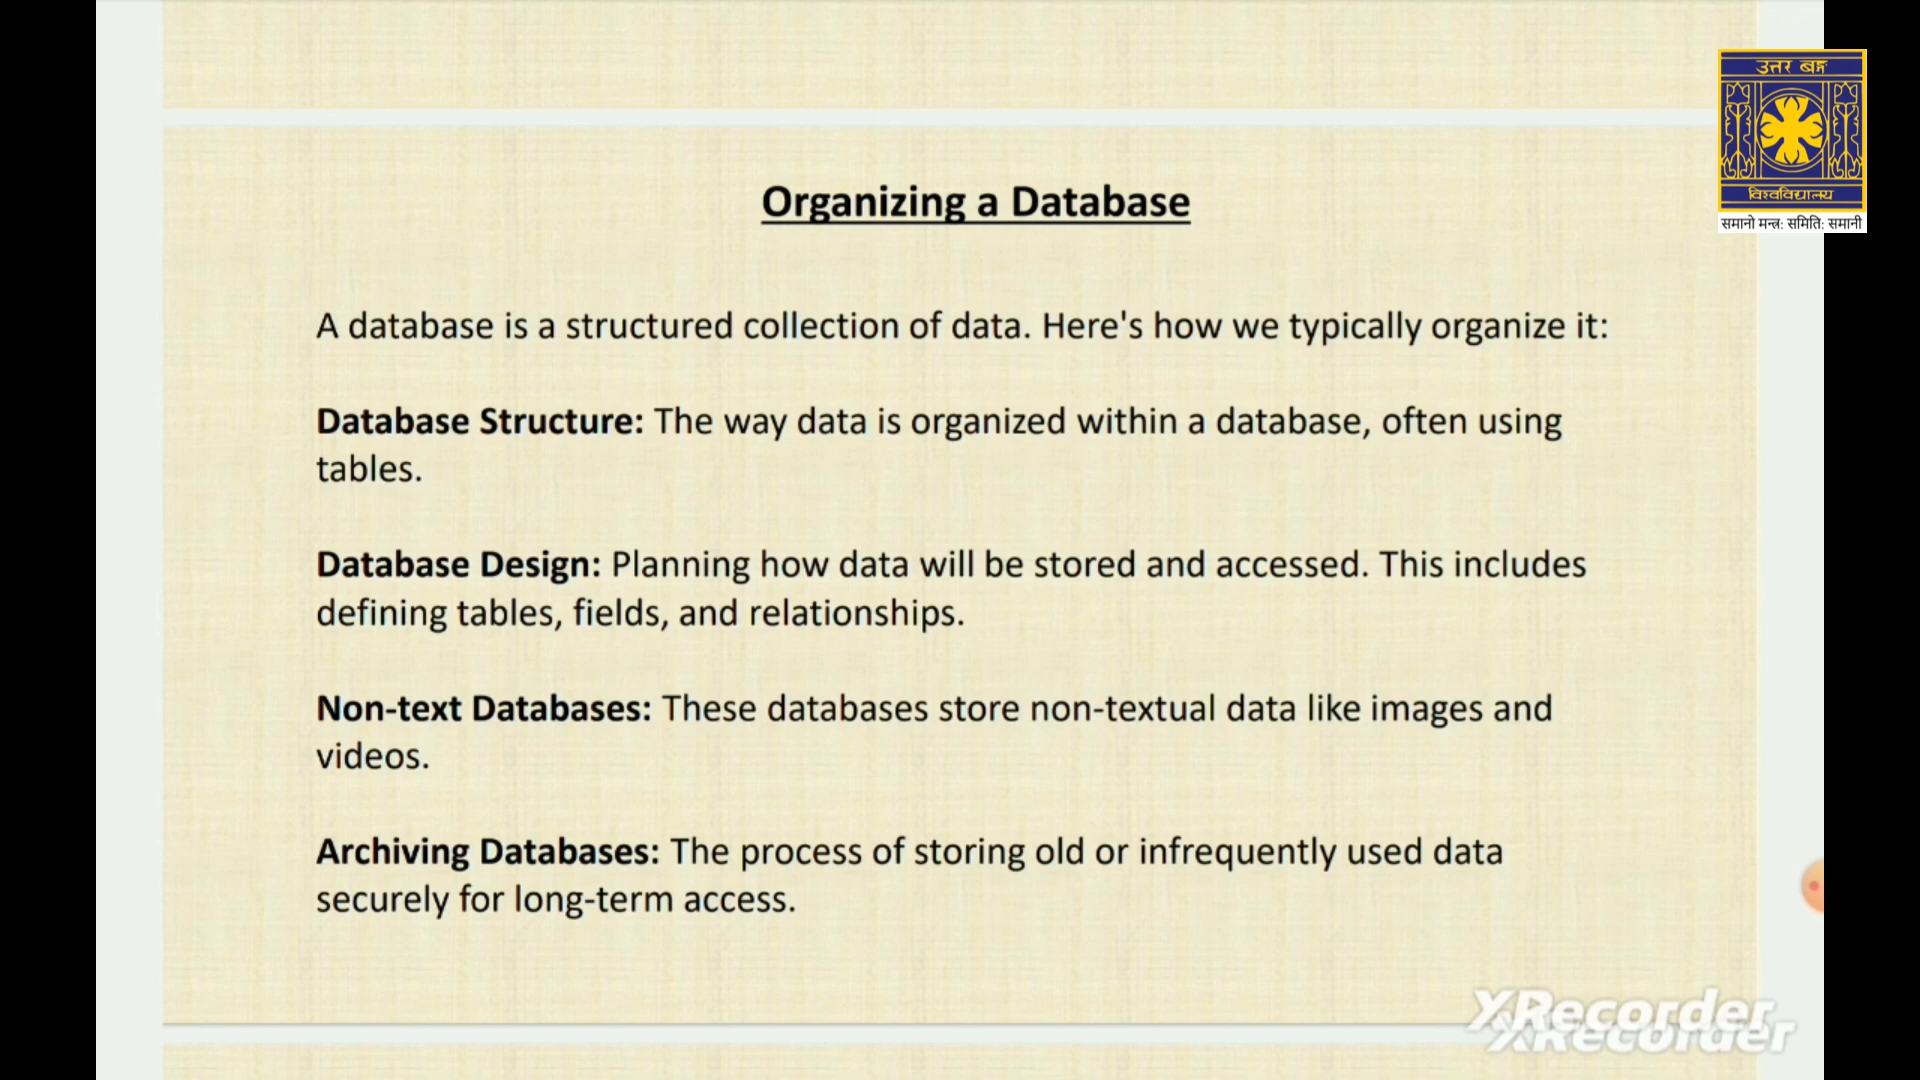 उत्तर बङ्ग
विश्वविद्यालय
समानो मन्त्र: समिति: समानी
Organizing a Database
A database is a structured collection of data. Here's how we typically organize it:
Database Structure: The way data is organized within a database, often using
tables.
Database Design: Planning how data will be stored and accessed. This includes
defining tables, fields, and relationships.
Non-text Databases: These databases store non-textual data like images and
videos.
Archiving Databases: The process of storing old or infrequently used data
securely for long-term access.
XRecorder
XRecorder